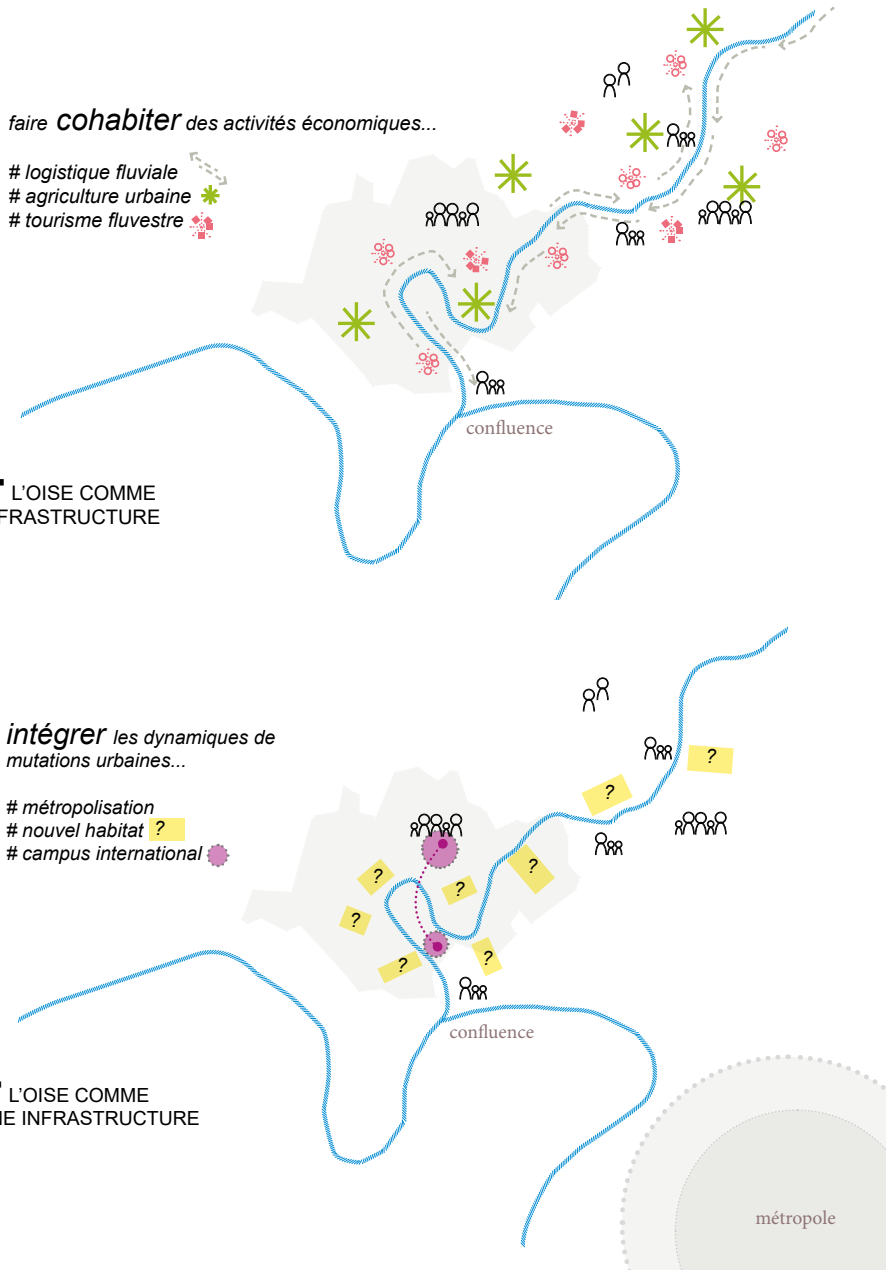 faire cohabiter des activités économiques...
# logistique fluviale
# agriculture urbaine
# tourisme fluvestre
confluence
L'OISE COMME
FRASTRUCTURE
intégrer les dynamiques de
mutations urbaines...
# métropolisation
# nouvel habitat ?
# campus international
?
?
?
?
?
?
?
?
confluence
L'OISE COMME
NE INFRASTRUCTURE
métropole